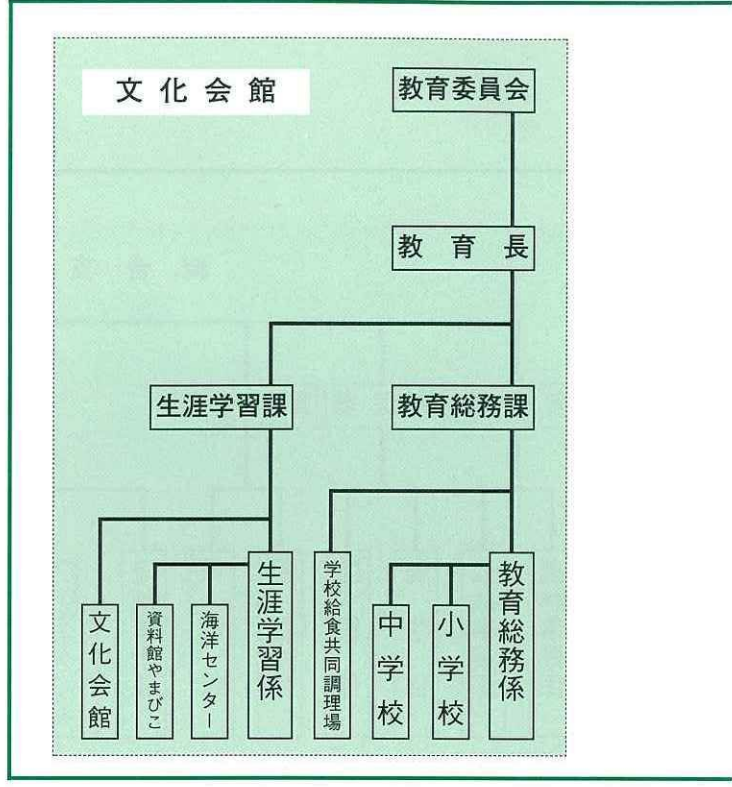 文化会館
教育委員会
教育長
生涯学習課
教育総務課
文化会館
資料館やまびこ
海洋センター
生涯学習係
学校給食共同調理場
中学校
小学校
教育総務係